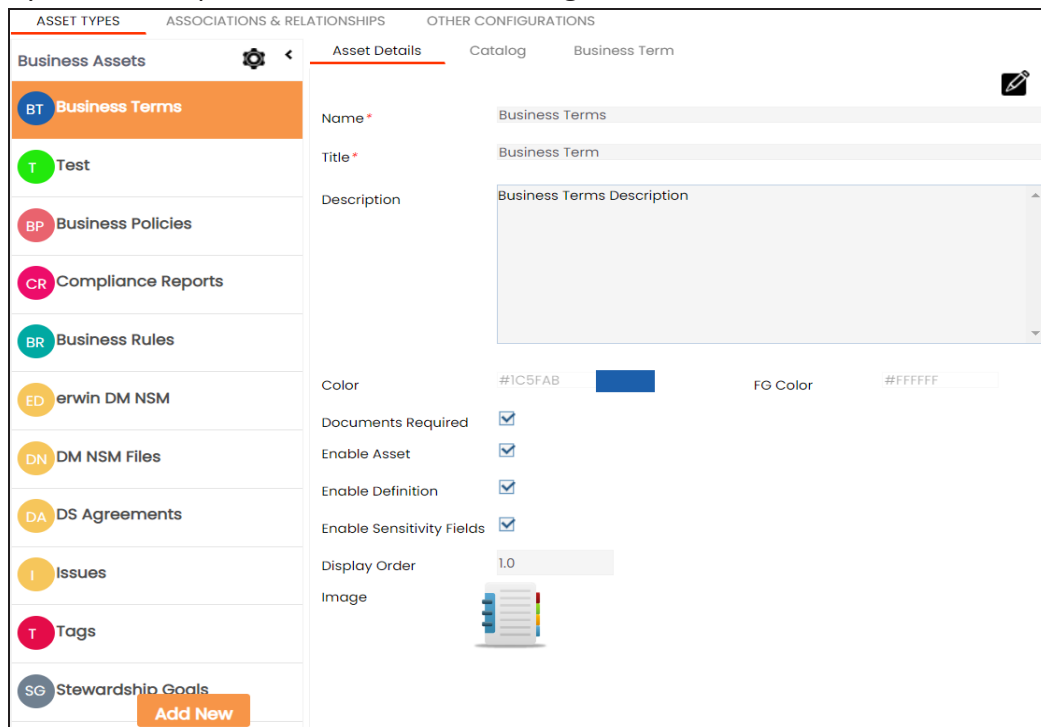 ASSET TYPES ASSOCIATIONS & RELATIONSHIPS OTHER CONFIGURATIONS
Business Assets
Asset Details Catalog Business Term
BT Business Terms
T Test
BP Business Policies
CR Compliance Reports
BR Business Rules
ED erwin DM NSM
DN DM NSM Files
DA DS Agreements
I Issues
T Tags
SG Stewardship Goals
Add New
Name* Business Terms
Title* Business Term
Description Business Terms Description
Color #1C5FAB FG Color #FFFFFF
Documents Required
Enable Asset
Enable Definition
Enable Sensitivity Fields
Display Order 1.0
Image